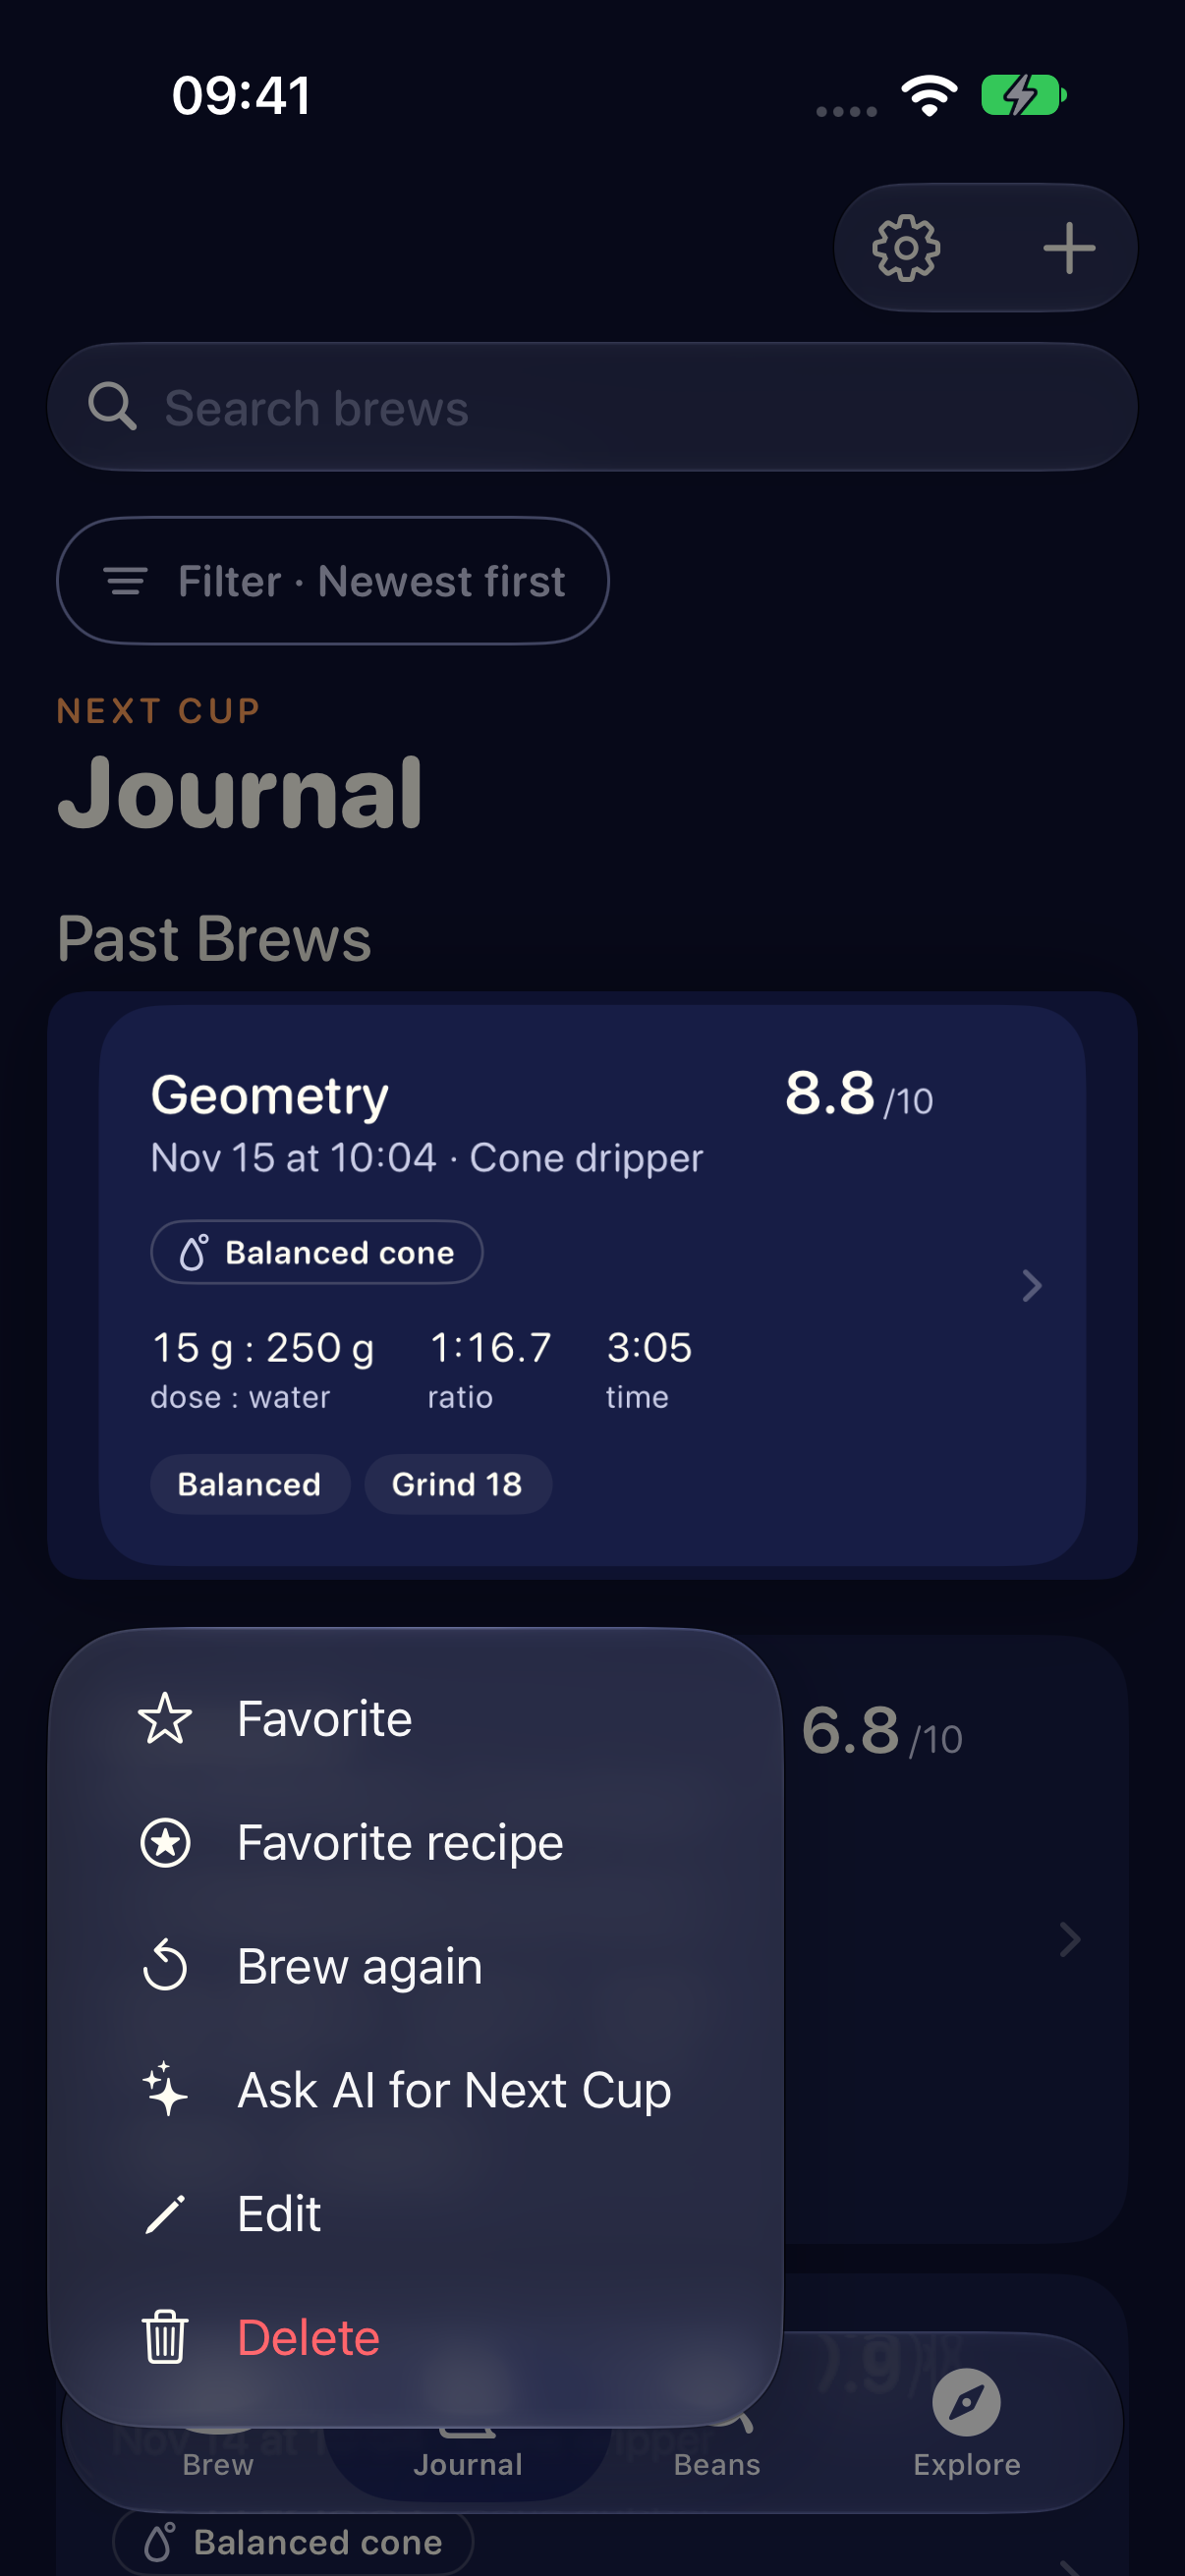 09:41
Search brews
Filter · Newest first
NEXT CUP
Journal
Past Brews
Geometry 8.8 /10
Nov 15 at 10:04 · Cone dripper
Balanced cone
15 g : 250 g 1:16.7 3:05
dose : water ratio time
Balanced Grind 18
Favorite
6.8 /10
Favorite recipe
Brew again
Ask AI for Next Cup
Edit
Delete
Nov 14 at
Brew Journal Beans Explore
Balanced cone